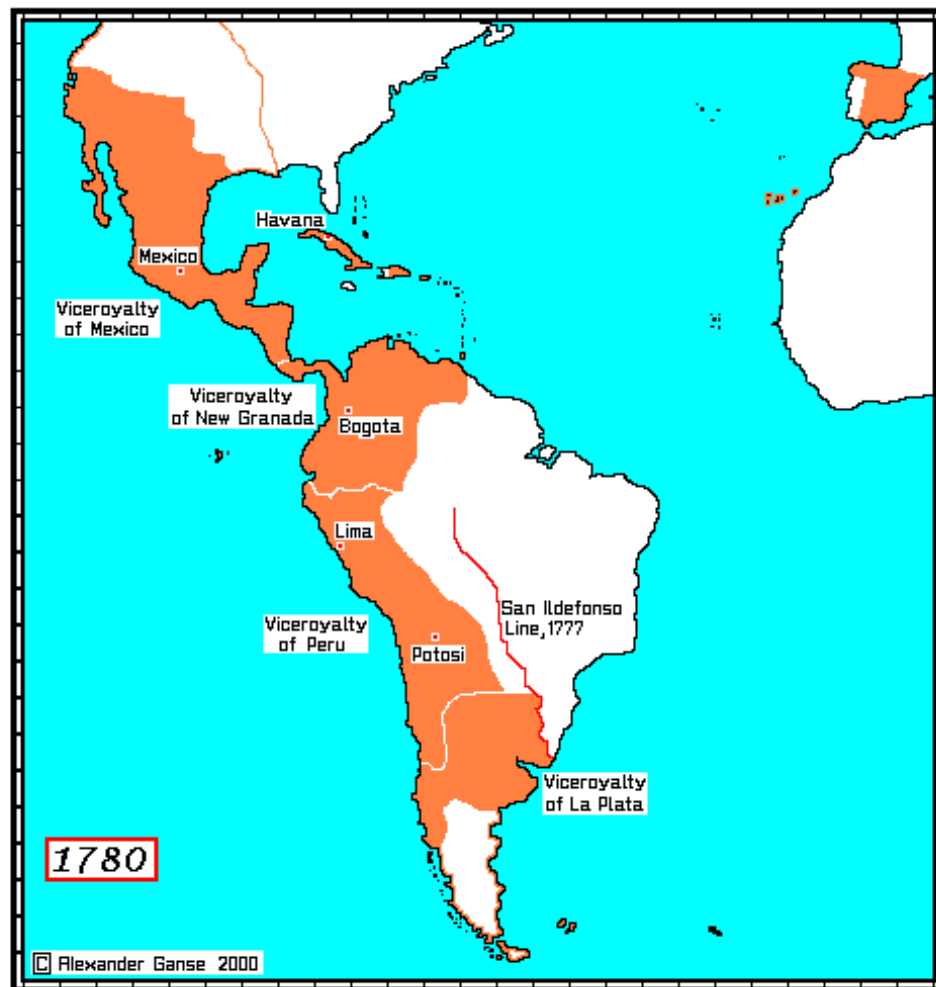 Havana
Mexico
Viceroyalty
of Mexico
Viceroyalty
of New Granada
Bogota
Lima
San Ildefonso
Line,1777
Viceroyalty
of Peru
Potosi
Viceroyalty
of La Plata
1780
C Alexander Ganse 2000